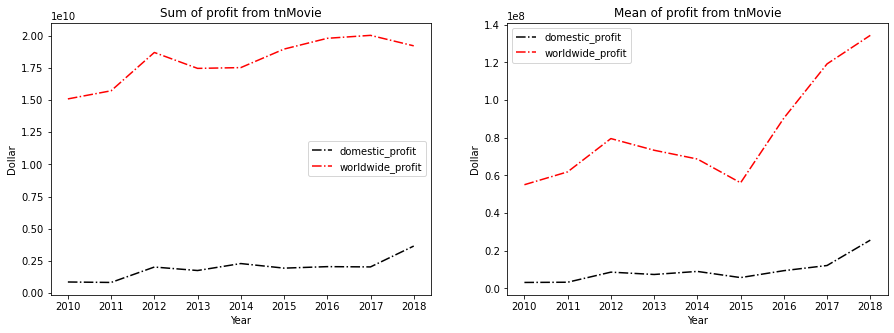 Sum of profit from tnMovie
1e10
2.00
1.75
1.50
1.25
1.00
0.75
0.50
0.25
0.00
Dollar
domestic_profit
worldwide_profit
2010 2011 2012 2013 2014 2015 2016 2017 2018
Year
Mean of profit from tnMovie
1e8
1.4
1.2
1.0
0.8
0.6
0.4
0.2
0.0
Dollar
domestic_profit
worldwide_profit
2010 2011 2012 2013 2014 2015 2016 2017 2018
Year